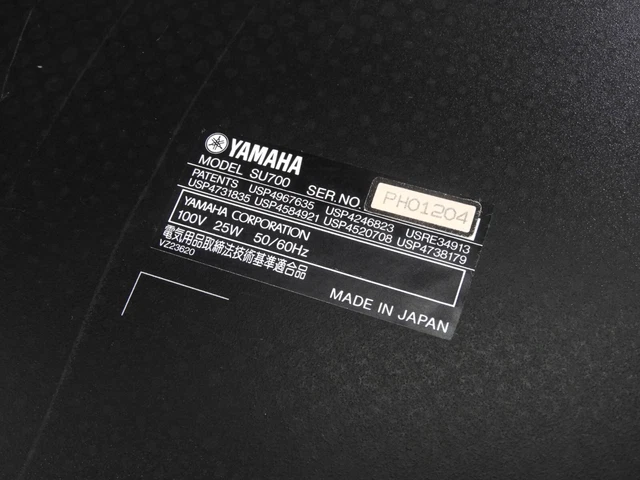 YAMAHA
MODEL SU700 SER.NO. PH01204
PATENTS USP4967635 USP4246823 USRE34913
USP4731835 USP4584921 USP4520708 USP4738179
YAMAHA CORPORATION
100V 25W 50/60Hz
電気用品取締法技術基準適合品
VZ23620
MADE IN JAPAN